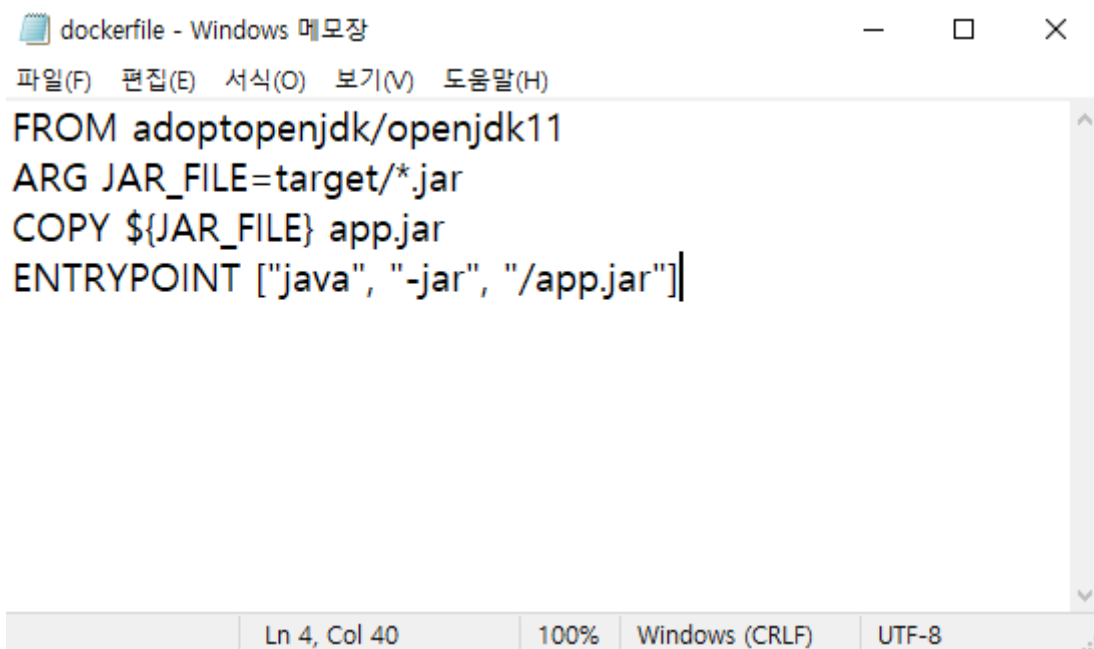 dockerfile - Windows 메모장
파일(F) 편집(E) 서식(O) 보기(V) 도움말(H)
FROM adoptopenjdk/openjdk11
ARG JAR_FILE=target/*.jar
COPY ${JAR_FILE} app.jar
ENTRYPOINT ["java", "-jar", "/app.jar"]
Ln 4, Col 40 100% Windows (CRLF) UTF-8